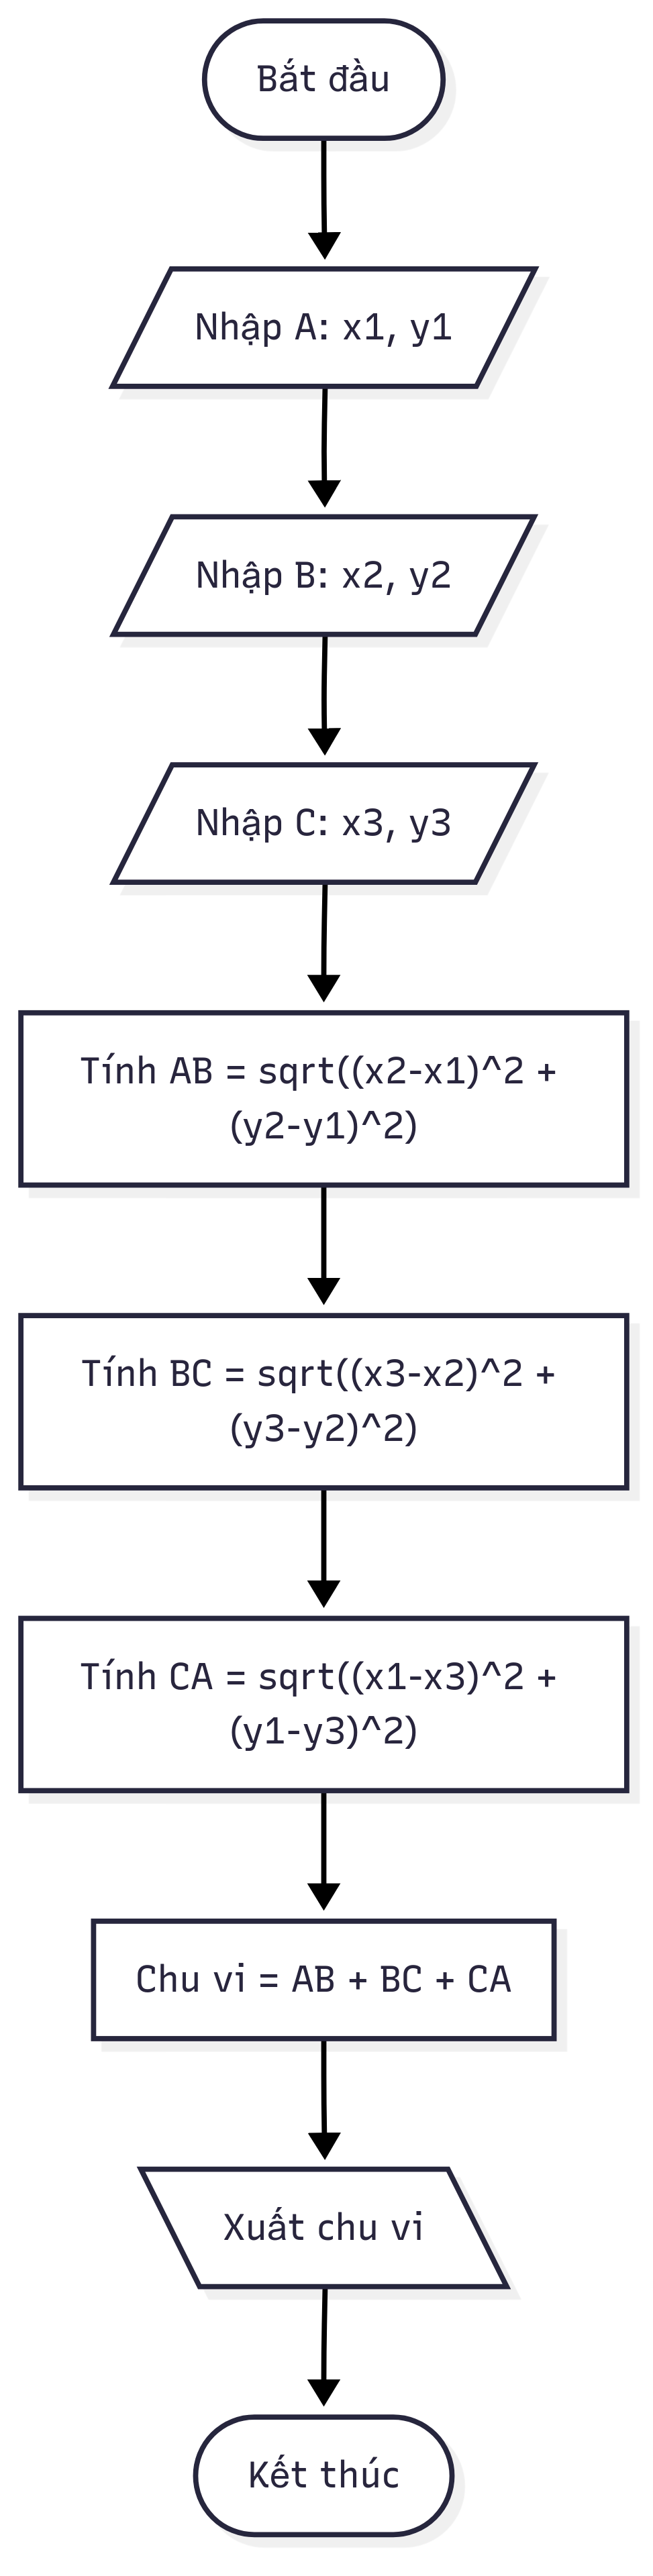 Bắt đầu
Nhập A: x1, y1
Nhập B: x2, y2
Nhập C: x3, y3
Tính AB = sqrt((x2-x1)^2 +
(y2-y1)^2)
Tính BC = sqrt((x3-x2)^2 +
(y3-y2)^2)
Tính CA = sqrt((x1-x3)^2 +
(y1-y3)^2)
Chu vi = AB + BC + CA
Xuất chu vi
Kết thúc